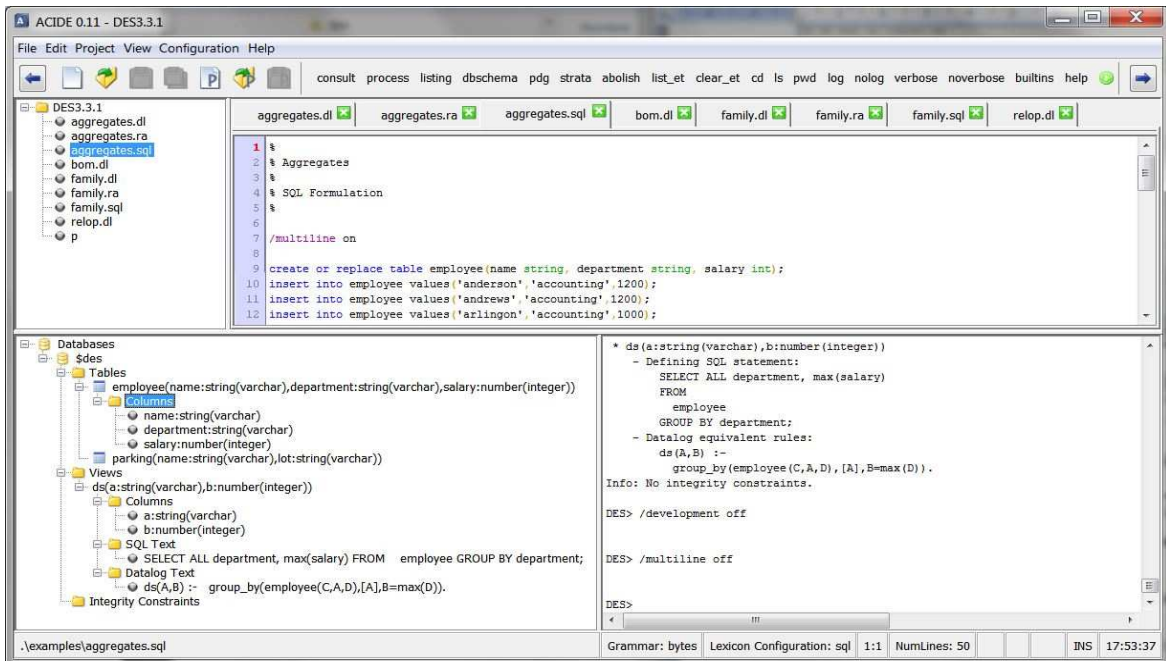 ACIDE 0.11 - DES3.3.1
File Edit Project View Configuration Help
consult process listing dbschema pdg strata abolish list_et clear_et cd ls pwd log nolog verbose noverbose builtins help
DES3.3.1
aggregates.dl
aggregates.ra
aggregates.sql
bom.dl
family.dl
family.ra
family.sql
relop.dl
p
aggregates.dl aggregates.ra aggregates.sql bom.dl family.dl family.ra family.sql relop.dl
1 %
2 % Aggregates
3 %
4 % SQL Formulation
5 %
6
7 /multiline on
8
9 create or replace table employee(name string, department string, salary int);
10 insert into employee values('anderson','accounting',1200);
11 insert into employee values('andrews','accounting',1200);
12 insert into employee values('arlingon','accounting',1000);
Databases
$des
Tables
employee(name:string(varchar),department:string(varchar),salary:number(integer))
Columns
name:string(varchar)
department:string(varchar)
salary:number(integer)
parking(name:string(varchar),lot:string(varchar))
Views
ds(a:string(varchar),b:number(integer))
Columns
a:string(varchar)
b:number(integer)
SQL Text
SELECT ALL department, max(salary) FROM employee GROUP BY department;
Datalog Text
ds(A,B) :- group_by(employee(C,A,D),[A],B=max(D)).
Integrity Constraints
* ds(a:string(varchar),b:number(integer))
- Defining SQL statement:
SELECT ALL department, max(salary)
FROM
employee
GROUP BY department;
- Datalog equivalent rules:
ds(A,B) :-
group_by(employee(C,A,D),[A],B=max(D)).
Info: No integrity constraints.
DES> /development off
DES> /multiline off
DES>
.\examples\aggregates.sql Grammar: bytes Lexicon Configuration: sql 1:1 NumLines: 50 INS 17:53:37